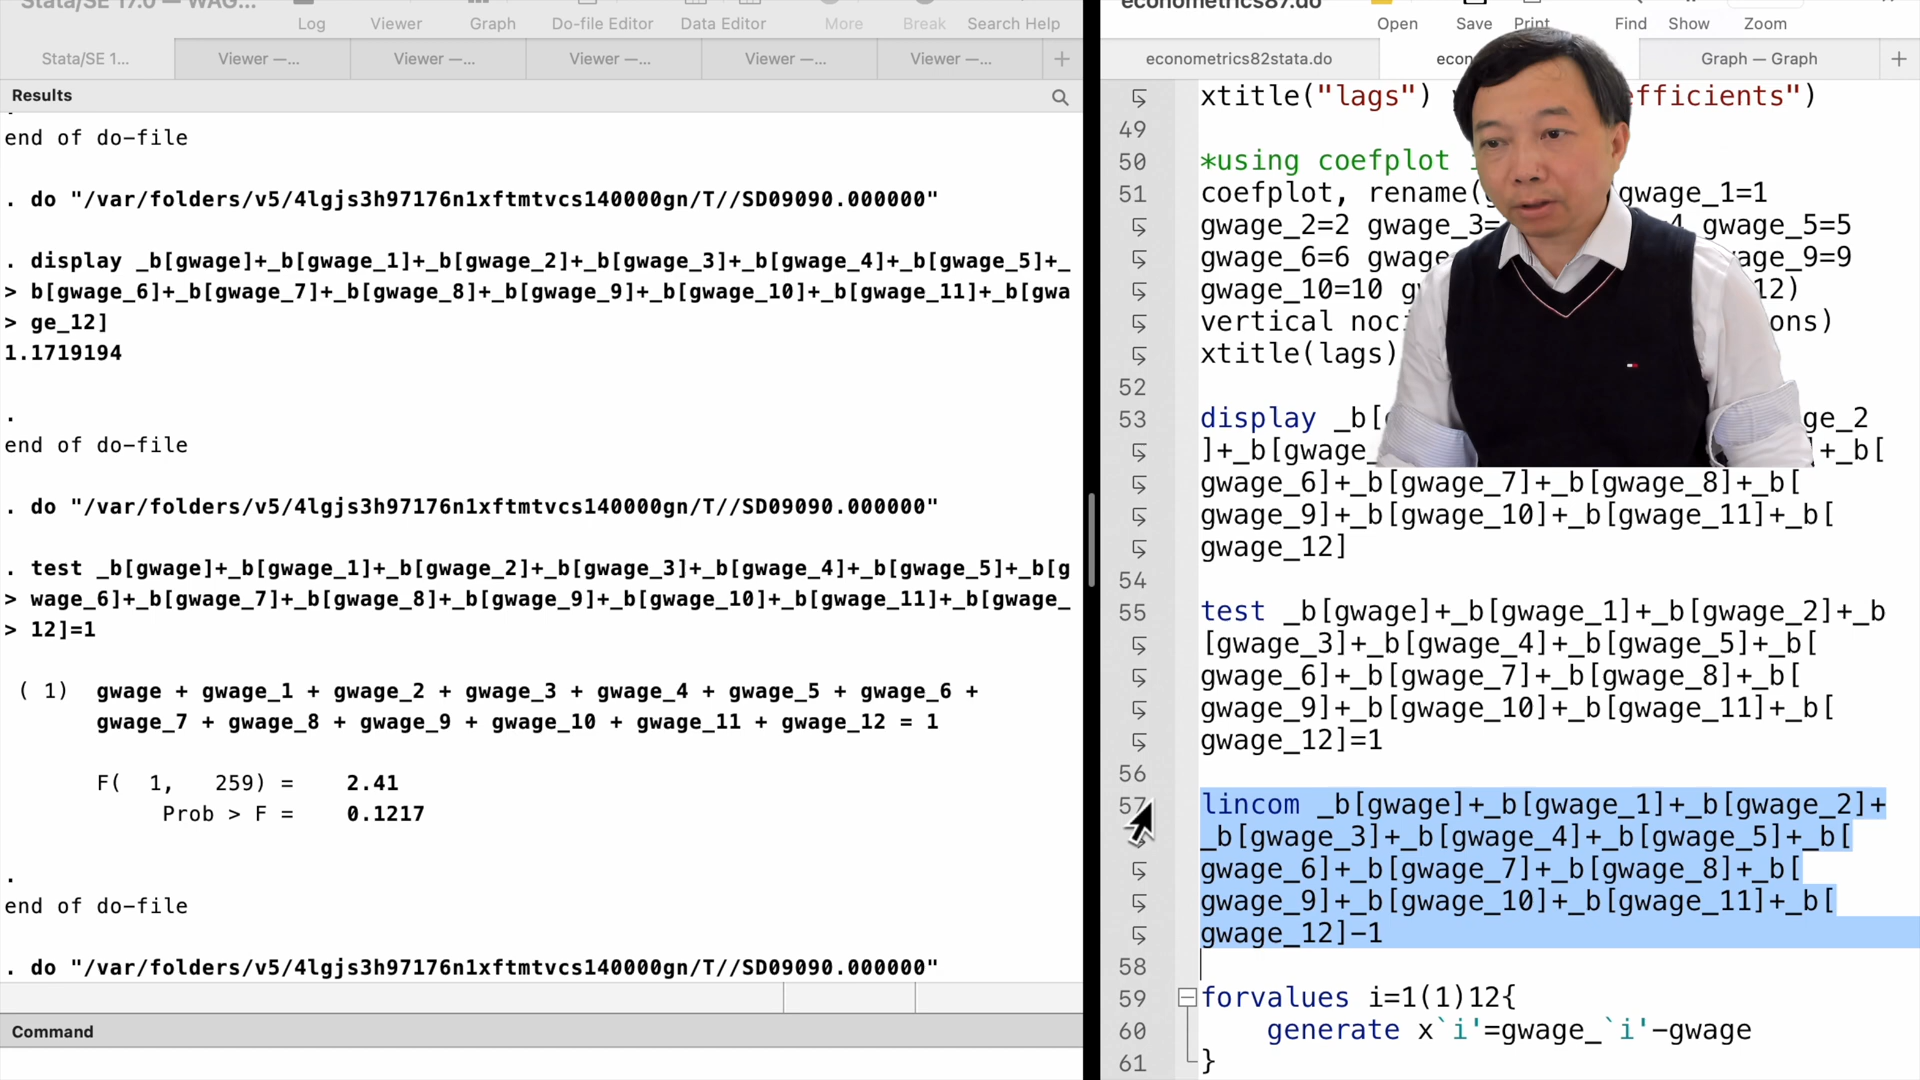 Stata/SE 17.0 — WAG...
Log Viewer Graph Do-file Editor Data Editor More Break Search Help
Stata/SE 1... Viewer —... Viewer —... Viewer —... Viewer —... Viewer —... +
Results
end of do-file
. do "/var/folders/v5/4lgjs3h97176n1xftmtvcs140000gn/T//SD09090.000000"
. display _b[gwage]+_b[gwage_1]+_b[gwage_2]+_b[gwage_3]+_b[gwage_4]+_b[gwage_5]+_
> b[gwage_6]+_b[gwage_7]+_b[gwage_8]+_b[gwage_9]+_b[gwage_10]+_b[gwage_11]+_b[gwa
> ge_12]
1.1719194
.
end of do-file
. do "/var/folders/v5/4lgjs3h97176n1xftmtvcs140000gn/T//SD09090.000000"
. test _b[gwage]+_b[gwage_1]+_b[gwage_2]+_b[gwage_3]+_b[gwage_4]+_b[gwage_5]+_b[g
> wage_6]+_b[gwage_7]+_b[gwage_8]+_b[gwage_9]+_b[gwage_10]+_b[gwage_11]+_b[gwage_
> 12]=1
( 1) gwage + gwage_1 + gwage_2 + gwage_3 + gwage_4 + gwage_5 + gwage_6 +
gwage_7 + gwage_8 + gwage_9 + gwage_10 + gwage_11 + gwage_12 = 1
F( 1, 259) = 2.41
Prob > F = 0.1217
.
end of do-file
. do "/var/folders/v5/4lgjs3h97176n1xftmtvcs140000gn/T//SD09090.000000"
Command
econometrics87.do
Open Save Print Find Show Zoom
econometrics82stata.do econ Graph — Graph +
xtitle("lags") efficients")
49
50 *using coefplot
51 coefplot, rename( gwage_1=1
gwage_2=2 gwage_3= gwage_5=5
gwage_6=6 gwage wage_9=9
gwage_10=10 12)
vertical noci ons)
xtitle(lags)
52
53 display _b[ ge_2
]+_b[gwage_ +_b[
gwage_6]+_b[gwage_7]+_b[gwage_8]+_b[
gwage_9]+_b[gwage_10]+_b[gwage_11]+_b[
gwage_12]
54
55 test _b[gwage]+_b[gwage_1]+_b[gwage_2]+_b
[gwage_3]+_b[gwage_4]+_b[gwage_5]+_b[
gwage_6]+_b[gwage_7]+_b[gwage_8]+_b[
gwage_9]+_b[gwage_10]+_b[gwage_11]+_b[
gwage_12]=1
56
57 lincom _b[gwage]+_b[gwage_1]+_b[gwage_2]+
_b[gwage_3]+_b[gwage_4]+_b[gwage_5]+_b[
gwage_6]+_b[gwage_7]+_b[gwage_8]+_b[
gwage_9]+_b[gwage_10]+_b[gwage_11]+_b[
gwage_12]-1
58
59 forvalues i=1(1)12{
60 generate x`i'=gwage_`i'-gwage
61 }